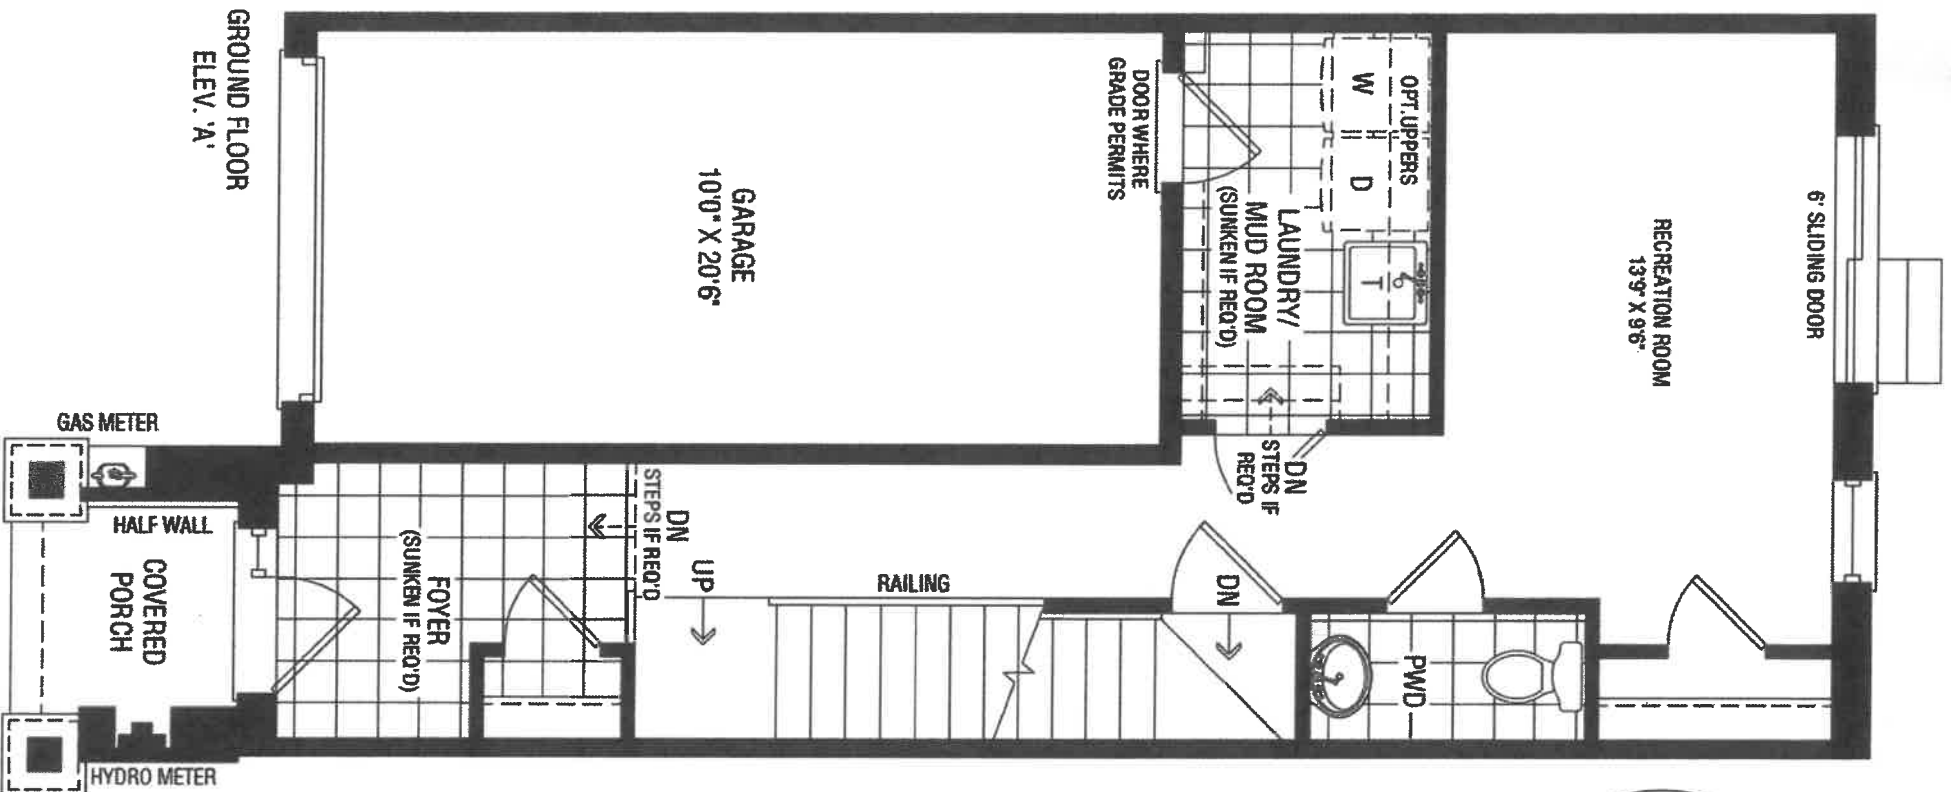 GROUND FLOOR
ELEV. 'A'
GARAGE
10'0" X 20'6"
DOOR WHERE
GRADE PERMITS
OPT. UPPERS
W
D
LAUNDRY/
MUD ROOM
(SUNKEN IF REQ'D)
DN
STEPS IF
REQ'D
6' SLIDING DOOR
RECREATION ROOM
13'9" X 9'6"
GAS METER
HALF WALL
COVERED
PORCH
HYDRO METER
FOYER
(SUNKEN IF REQ'D)
DN
STEPS IF REQ'D
UP
RAILING
DN
PWD